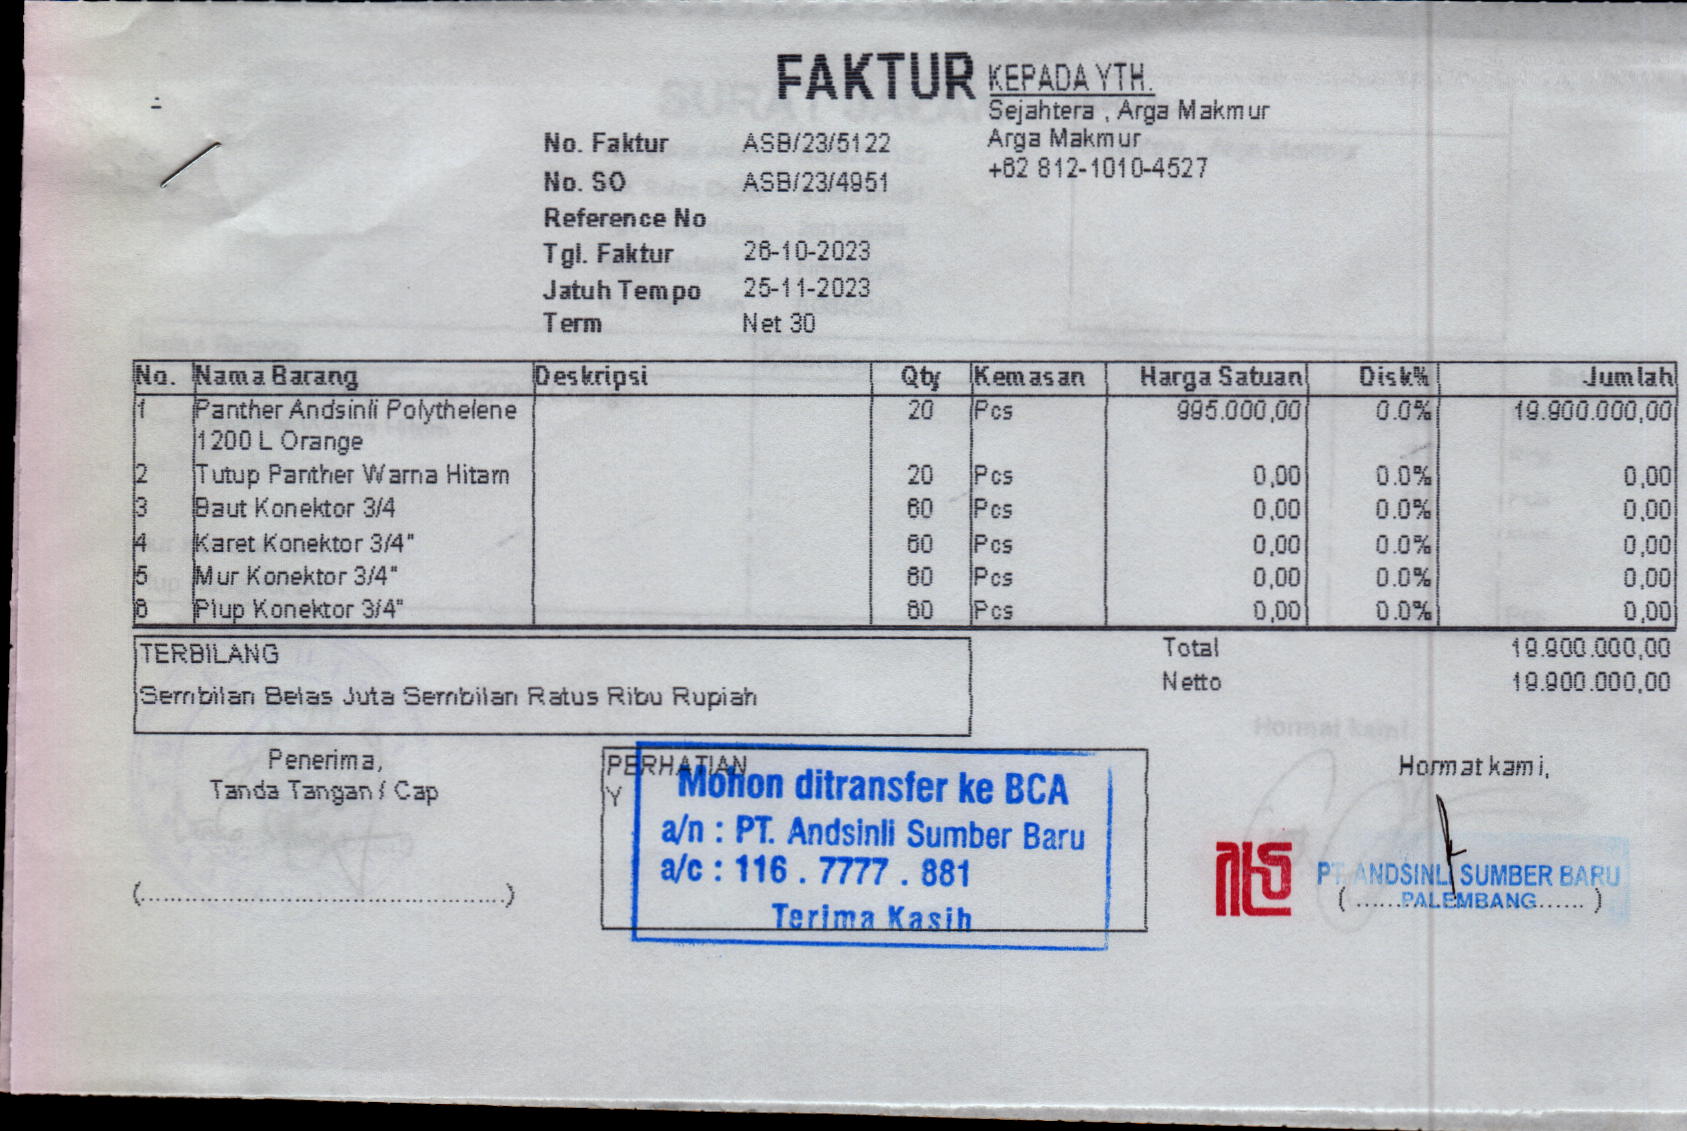 FAKTUR
KEPADA YTH.
Sejahtera , Arga Makmur
Arga Makmur
+62 812-1010-4527
No. Faktur ASB/23/5122
No. SO ASB/23/4951
Reference No
Tgl. Faktur 26-10-2023
Jatuh Tempo 25-11-2023
Term Net 30
No. Nama Barang Deskripsi Qty Kemasan Harga Satuan Disk% Jumlah
1 Panther Andsinli Polythelene 20 Pcs 995.000,00 0.0% 19.900.000,00
1200 L Orange
2 Tutup Panther Warna Hitam 20 Pcs 0,00 0.0% 0,00
3 Baut Konektor 3/4 60 Pcs 0,00 0.0% 0,00
4 Karet Konektor 3/4" 60 Pcs 0,00 0.0% 0,00
5 Mur Konektor 3/4" 60 Pcs 0,00 0.0% 0,00
6 Plup Konektor 3/4" 60 Pcs 0,00 0.0% 0,00
Total 19.900.000,00
Netto 19.900.000,00
TERBILANG
Sembilan Belas Juta Sembilan Ratus Ribu Rupiah
Penerima,
Tanda Tangan / Cap
(..................................................)
PERHATIAN
Y
Mohon ditransfer ke BCA
a/n : PT. Andsinli Sumber Baru
a/c : 116 . 7777 . 881
Terima Kasih
Hormat kami,
PT ANDSINLI SUMBER BARU
(.......PALEMBANG.......)